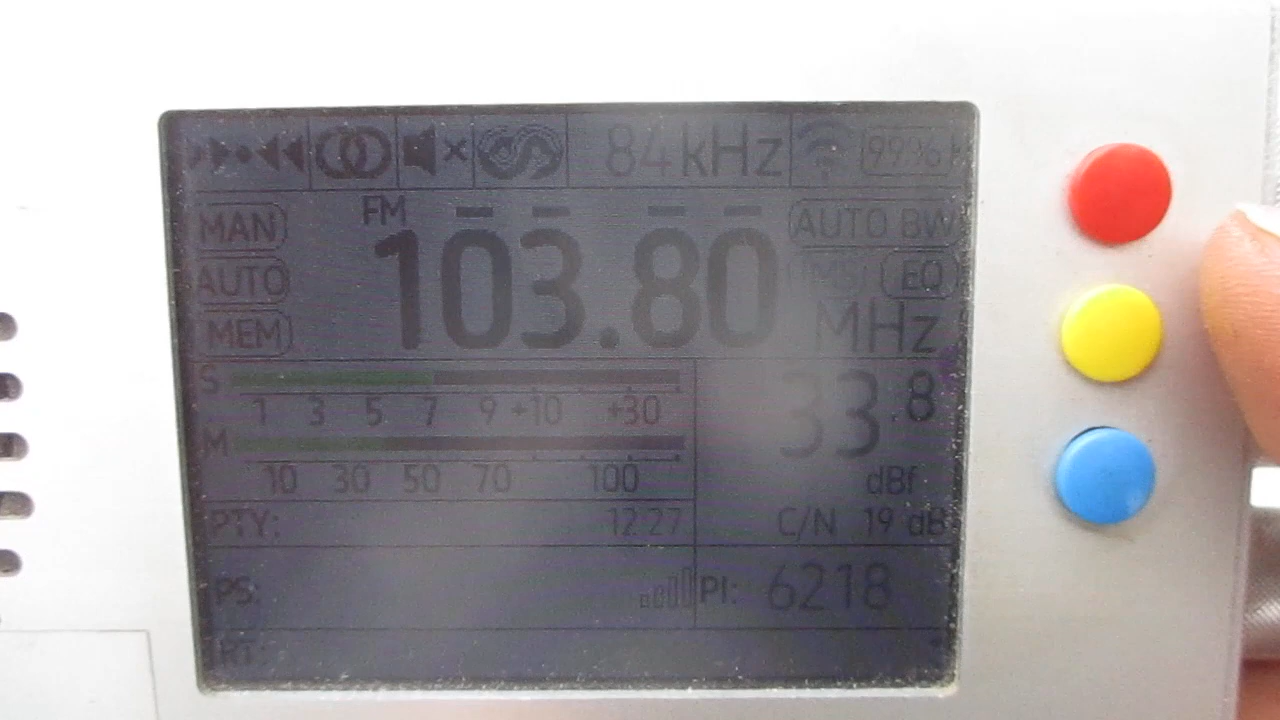 84kHz 99%
FM
MAN AUTO BW
103.80
AUTO iMS EQ
MEM MHz
S
1 3 5 7 9 +10 +30
33.8
M
10 30 50 70 100
dBf
PTY: 12:27 C/N 19 dB
PS: PI: 6218
RT: